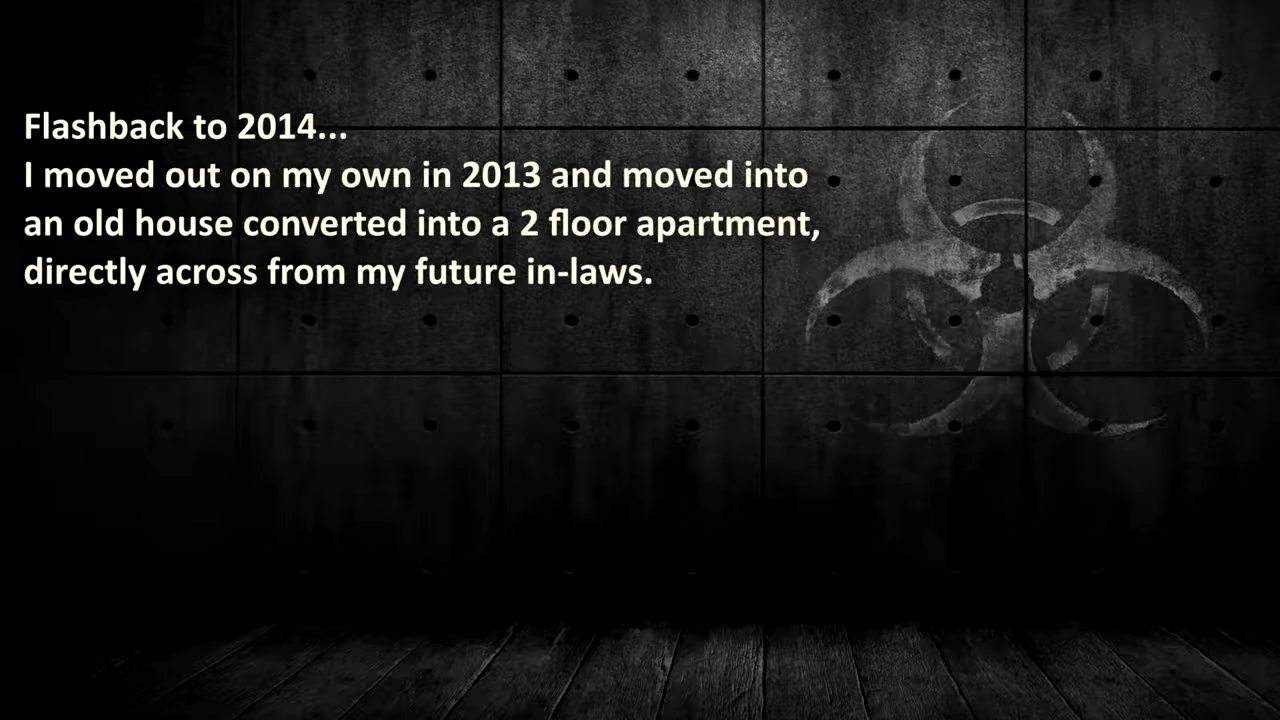 Flashback to 2014...
I moved out on my own in 2013 and moved into
an old house converted into a 2 floor apartment,
directly across from my future in-laws.